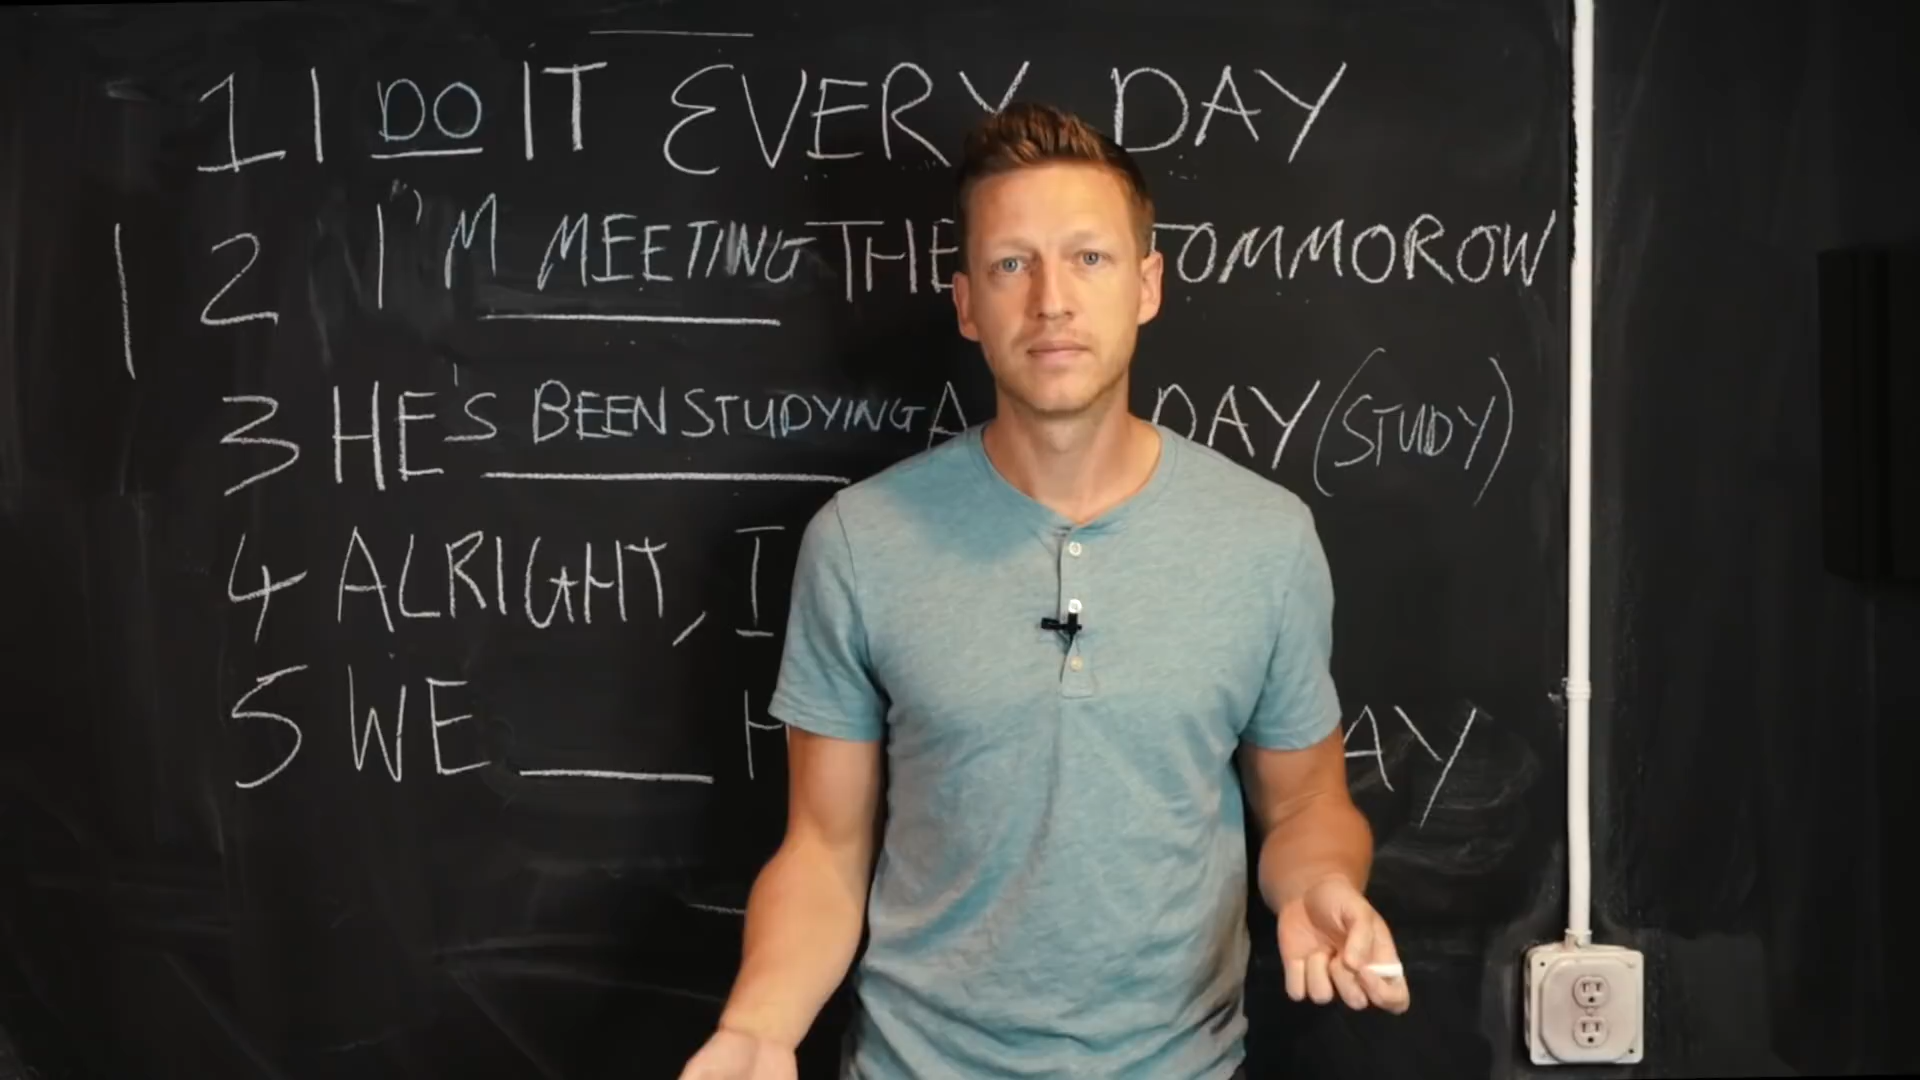 1 I DO IT EVERY DAY
2 I'M MEETING THE TOMMOROW
3 HE'S BEEN STUDYING A DAY (STUDY)
4 ALRIGHT, I
5 WE ____ H AY